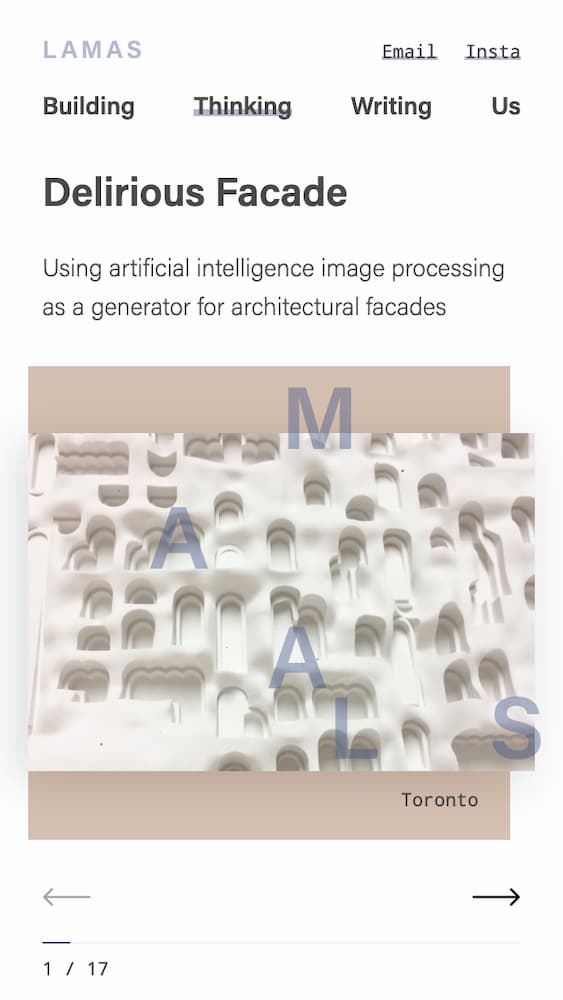 LAMAS
Email Insta
Building Thinking Writing Us
Delirious Facade
Using artificial intelligence image processing
as a generator for architectural facades
M
A
A
L
S
Toronto
1 / 17